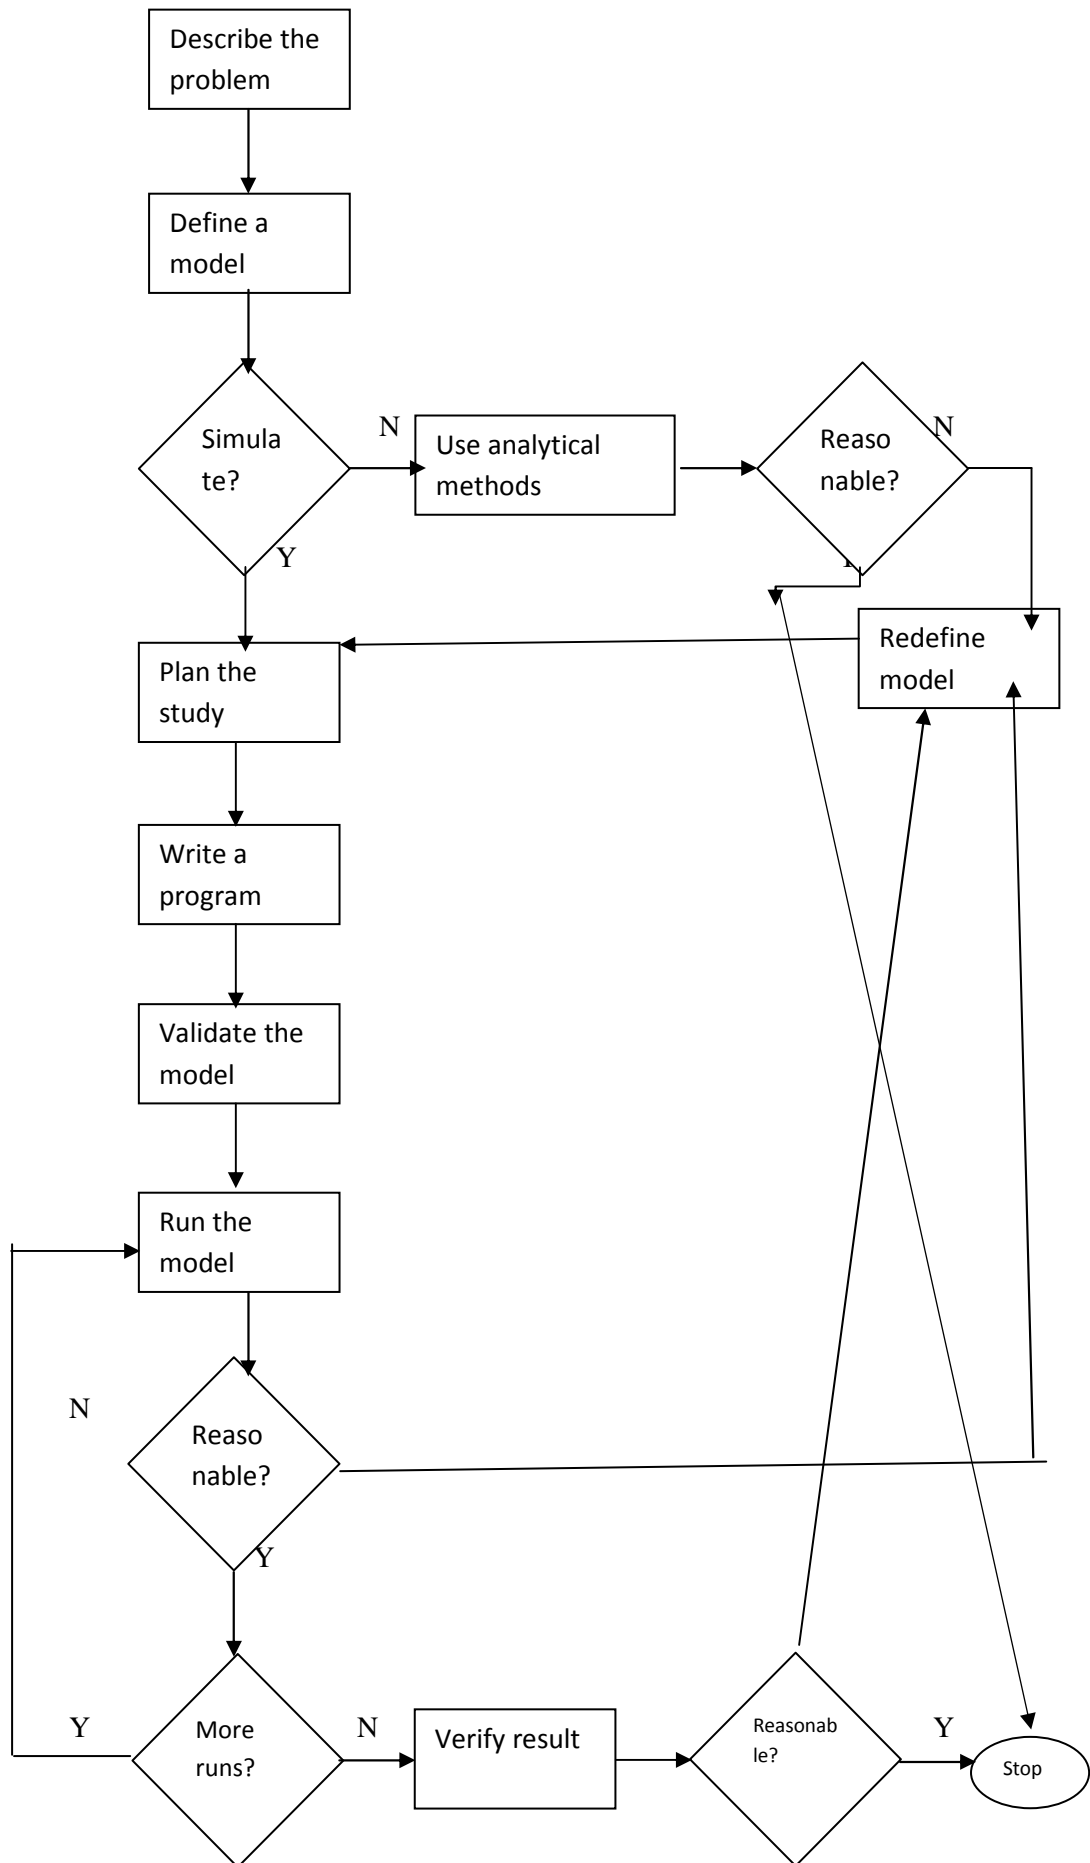 Describe the
problem
Define a
model
Simula
te?
N
Use analytical
methods
Reaso
nable?
N
Y
Redefine
model
Plan the
study
Write a
program
Validate the
model
Run the
model
N
Reaso
nable?
Y
More
runs?
Y
N
Verify result
Reasonab
le?
Y
Stop